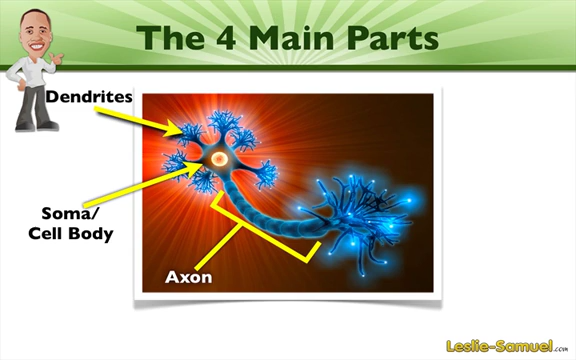 The 4 Main Parts
Dendrites
Soma/
Cell Body
Axon
Leslie-Samuel.com